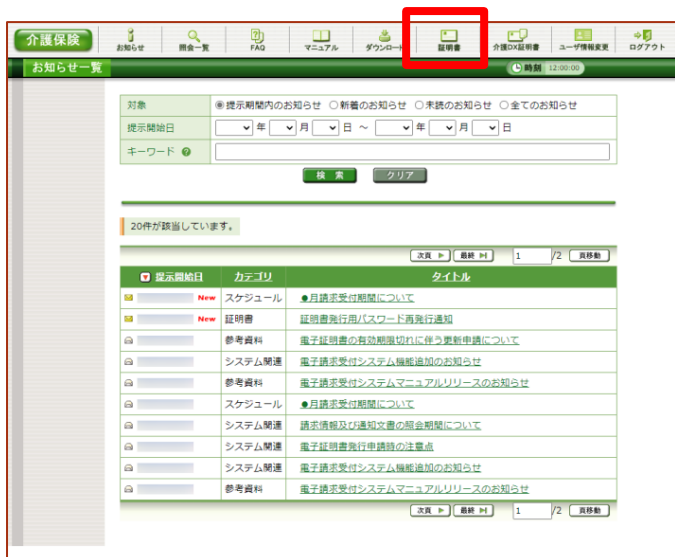 介護保険 お知らせ 照会一覧 FAQ マニュアル ダウンロード 証明書 介護DX証明書 ユーザ情報変更 ログアウト
お知らせ一覧 時刻 12:00:00
対象 提示期間内のお知らせ 新着のお知らせ 未読のお知らせ 全てのお知らせ
提示開始日 年 月 日 ～ 年 月 日
キーワード
検索 クリア
20件が該当しています。
次頁 最終 1 /2 頁移動
提示開始日 カテゴリ タイトル
New スケジュール ●月請求受付期間について
New 証明書 証明書発行用パスワード再発行通知
参考資料 電子証明書の有効期限切れに伴う更新申請について
システム関連 電子請求受付システム機能追加のお知らせ
参考資料 電子請求受付システムマニュアルリリースのお知らせ
スケジュール ●月請求受付期間について
システム関連 請求情報及び通知文書の照会期間について
システム関連 電子証明書発行申請時の注意点
システム関連 電子請求受付システム機能追加のお知らせ
参考資料 電子請求受付システムマニュアルリリースのお知らせ
次頁 最終 1 /2 頁移動